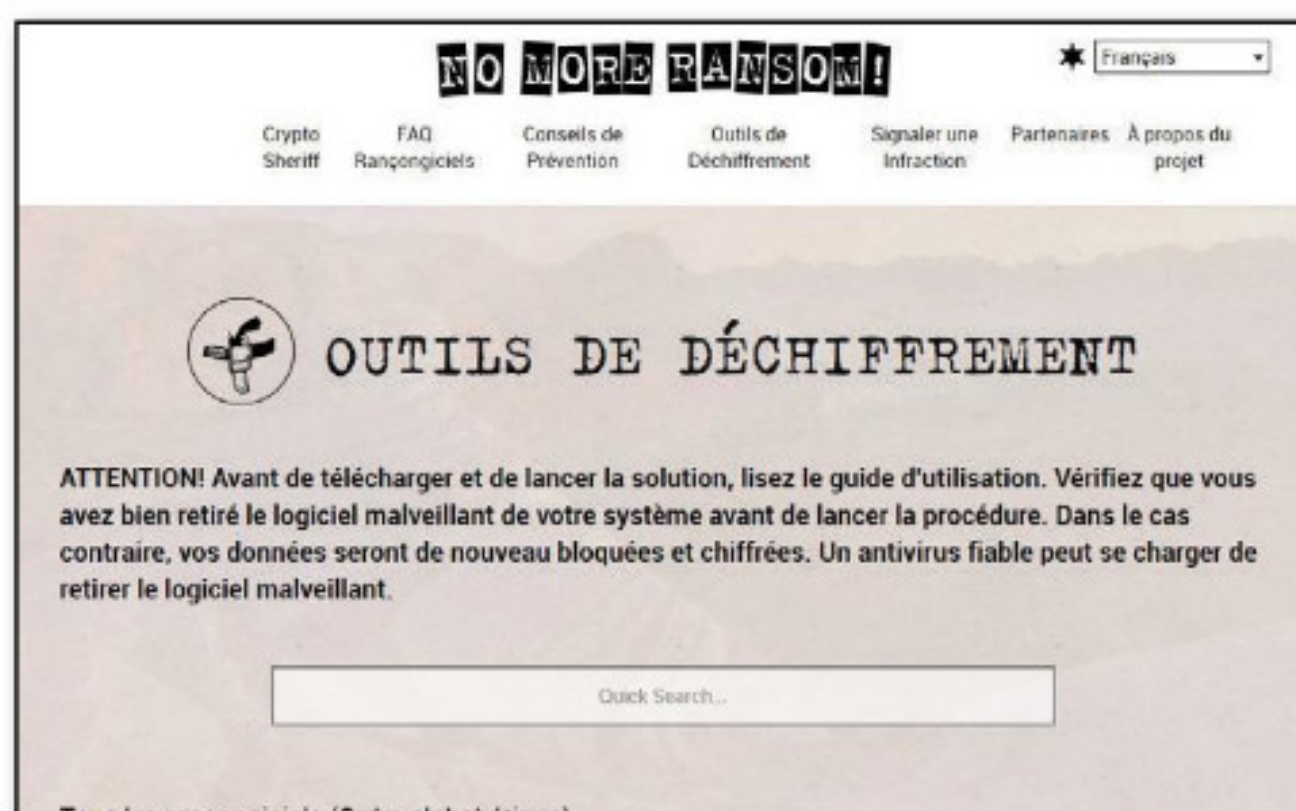 NO MORE RANSOM!
Français
Crypto Sheriff
FAQ Rançongiciels
Conseils de Prévention
Outils de Déchiffrement
Signaler une Infraction
Partenaires
À propos du projet
OUTILS DE DÉCHIFFREMENT
ATTENTION! Avant de télécharger et de lancer la solution, lisez le guide d'utilisation. Vérifiez que vous
avez bien retiré le logiciel malveillant de votre système avant de lancer la procédure. Dans le cas
contraire, vos données seront de nouveau bloquées et chiffrées. Un antivirus fiable peut se charger de
retirer le logiciel malveillant.
Quick Search...